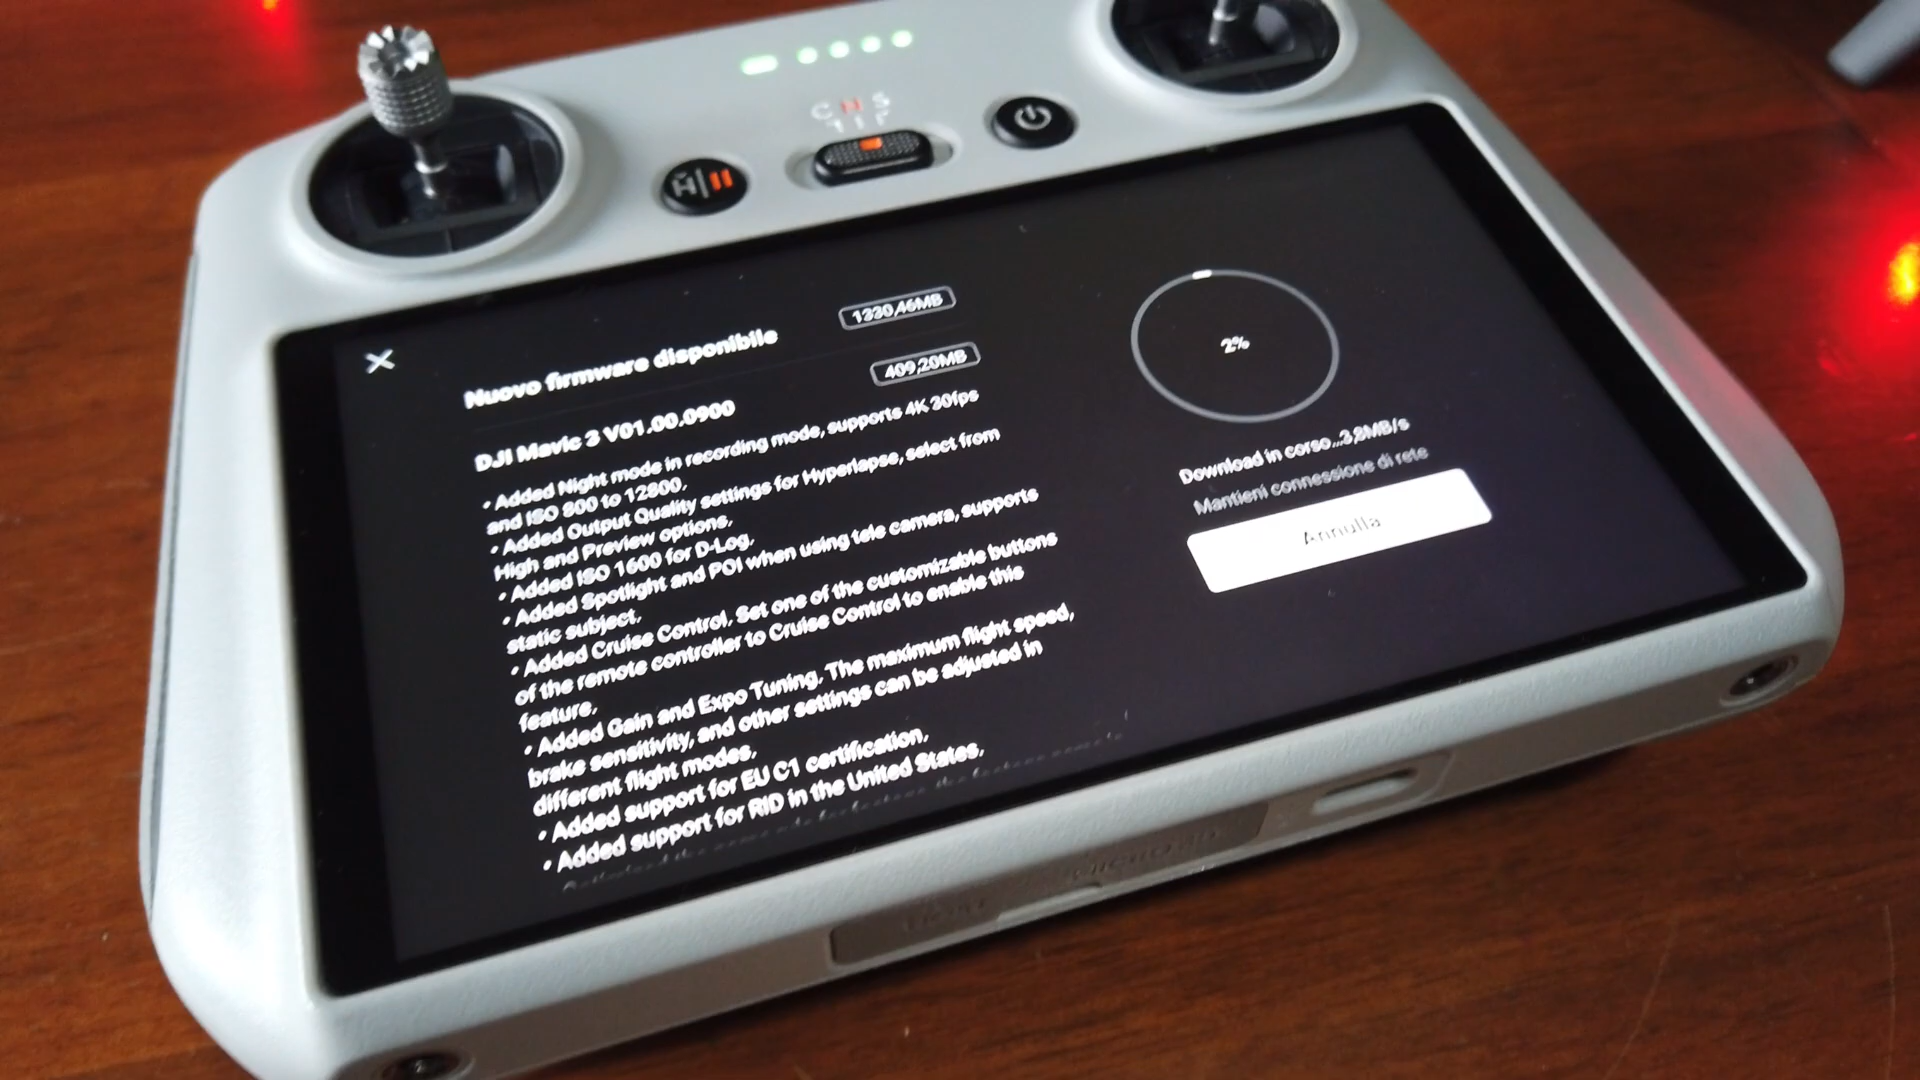 C N S
Nuovo firmware disponibile
1330,46MB
DJI Mavic 3 V01.00.0900
409,20MB
• Added Night mode in recording mode, supports 4K 30fps
and ISO 800 to 12800.
• Added Output Quality settings for Hyperlapse, select from
High and Preview options.
• Added ISO 1600 for D-Log.
• Added Spotlight and POI when using tele camera, supports
static subject.
• Added Cruise Control. Set one of the customizable buttons
of the remote controller to Cruise Control to enable this
feature.
• Added Gain and Expo Tuning. The maximum flight speed,
brake sensitivity, and other settings can be adjusted in
different flight modes.
• Added support for EU C1 certification.
• Added support for RID in the United States.
2%
Download in corso...3,8MB/s
Mantieni connessione di rete
Annulla